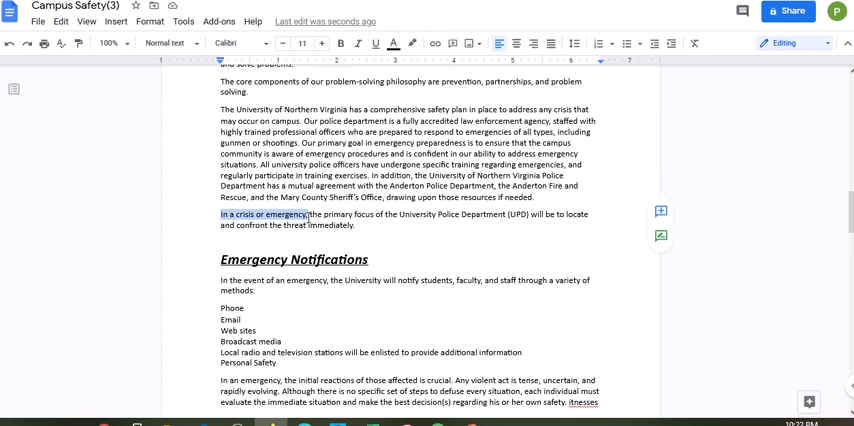 Campus Safety(3)
File Edit View Insert Format Tools Add-ons Help Last edit was seconds ago
Share
P
100% Normal text Calibri 11 B I U A Editing
1 1 2 3 4 5 6 7
and solve problems.
The core components of our problem-solving philosophy are prevention, partnerships, and problem
solving.
The University of Northern Virginia has a comprehensive safety plan in place to address any crisis that
may occur on campus. Our police department is a fully accredited law enforcement agency, staffed with
highly trained professional officers who are prepared to respond to emergencies of all types, including
gunmen or shootings. Our primary goal in emergency preparedness is to ensure that the campus
community is aware of emergency procedures and is confident in our ability to address emergency
situations. All university police officers have undergone specific training regarding emergencies, and
regularly participate in training exercises. In addition, the University of Northern Virginia Police
Department has a mutual agreement with the Anderton Police Department, the Anderton Fire and
Rescue, and the Mary County Sheriff's Office, drawing upon those resources if needed.
In a crisis or emergency, the primary focus of the University Police Department (UPD) will be to locate
and confront the threat immediately.
Emergency Notifications
In the event of an emergency, the University will notify students, faculty, and staff through a variety of
methods:
Phone
Email
Web sites
Broadcast media
Local radio and television stations will be enlisted to provide additional information
Personal Safety
In an emergency, the initial reactions of those affected is crucial. Any violent act is tense, uncertain, and
rapidly evolving. Although there is no specific set of steps to defuse every situation, each individual must
evaluate the immediate situation and make the best decision(s) regarding his or her own safety. itnesses
10:22 PM